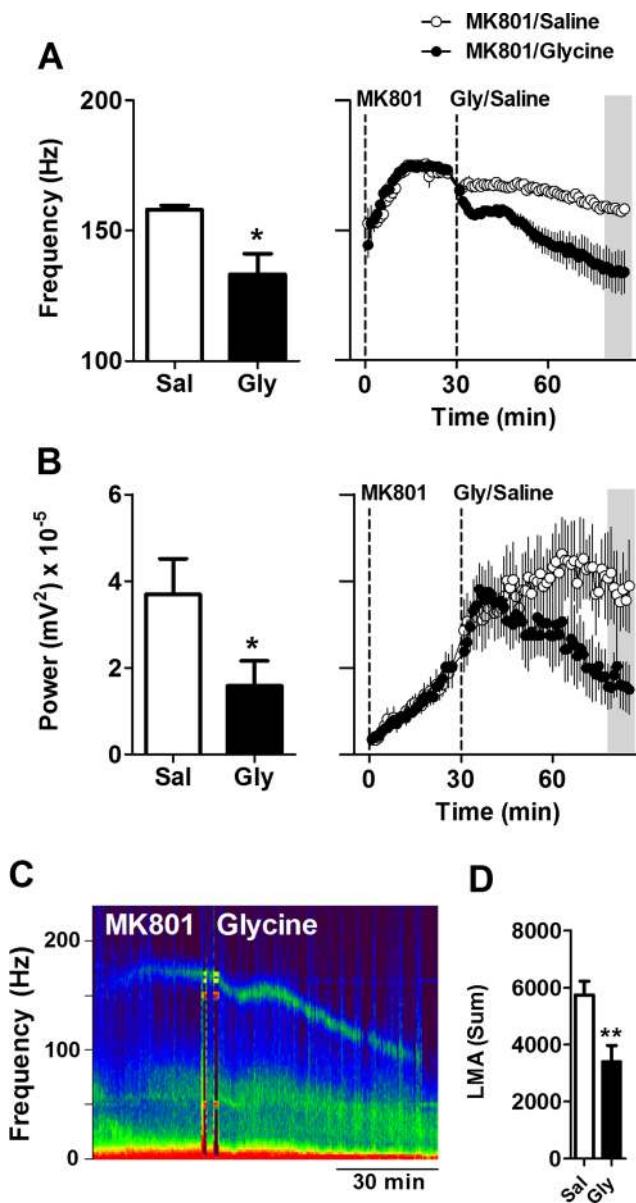 MK801/Saline
MK801/Glycine
A
Frequency (Hz)
200
150
100
*
Sal Gly
MK801 Gly/Saline
0 30 60
Time (min)
B
Power (mV²) x 10⁻⁵
6
4
2
0
*
Sal Gly
MK801 Gly/Saline
0 30 60
Time (min)
C
Frequency (Hz)
200
100
0
MK801 Glycine
30 min
D
LMA (Sum)
8000
6000
4000
2000
0
**
Sal Gly